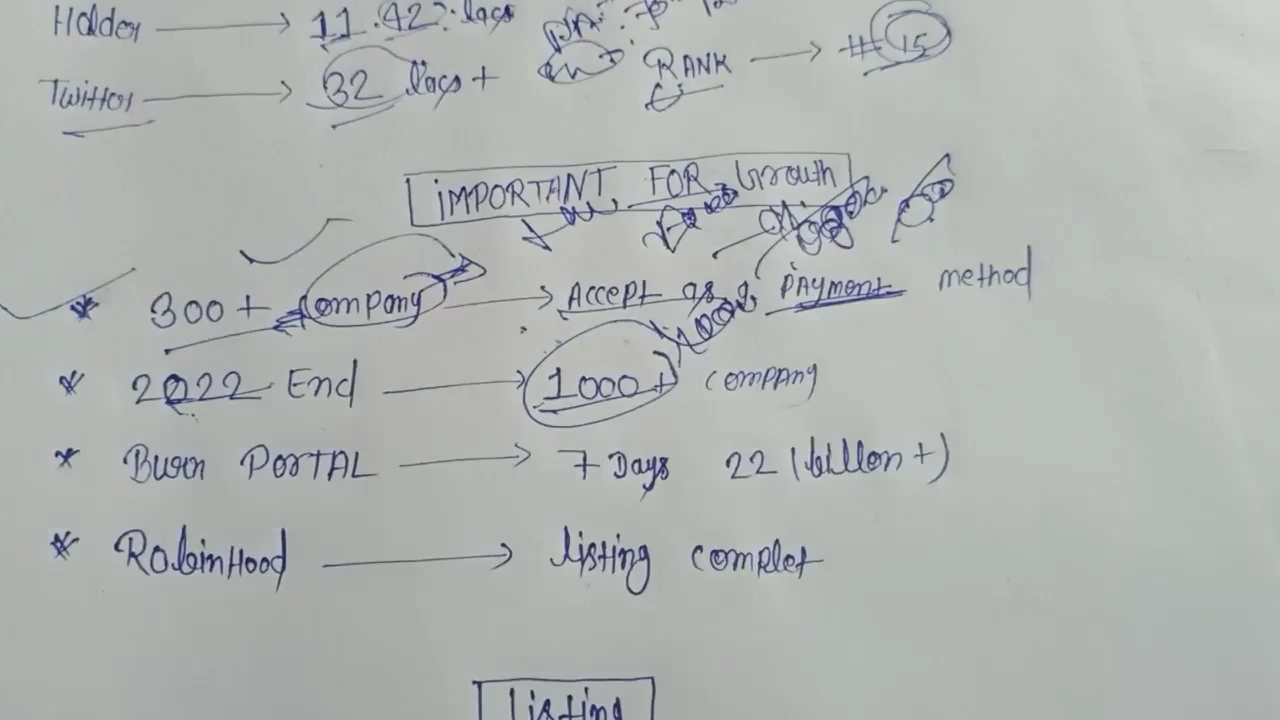 Holder → 11.42 lacs
Twitter → 32 lacs +
RANK → #15
IMPORTANT FOR Growth
* 300 + company → Accept as a PAYment method
* 2022 End → 1000+ comPANy
* Burn PorTAL → 7 Days 22 (billon +)
* RobinHood → listing complet
Listing